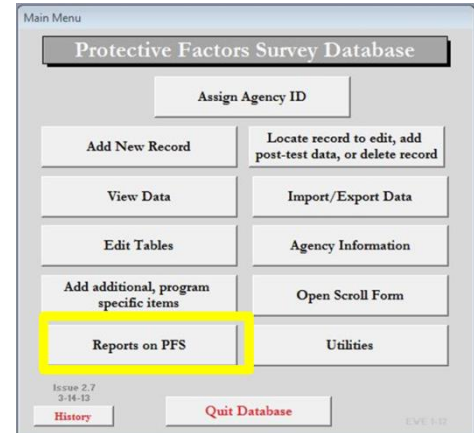 Main Menu
Protective Factors Survey Database
Assign Agency ID
Add New Record
Locate record to edit, add
post-test data, or delete record
View Data
Import/Export Data
Edit Tables
Agency Information
Add additional, program
specific items
Open Scroll Form
Reports on PFS
Utilities
Issue 2.7
3-14-13
History
Quit Database